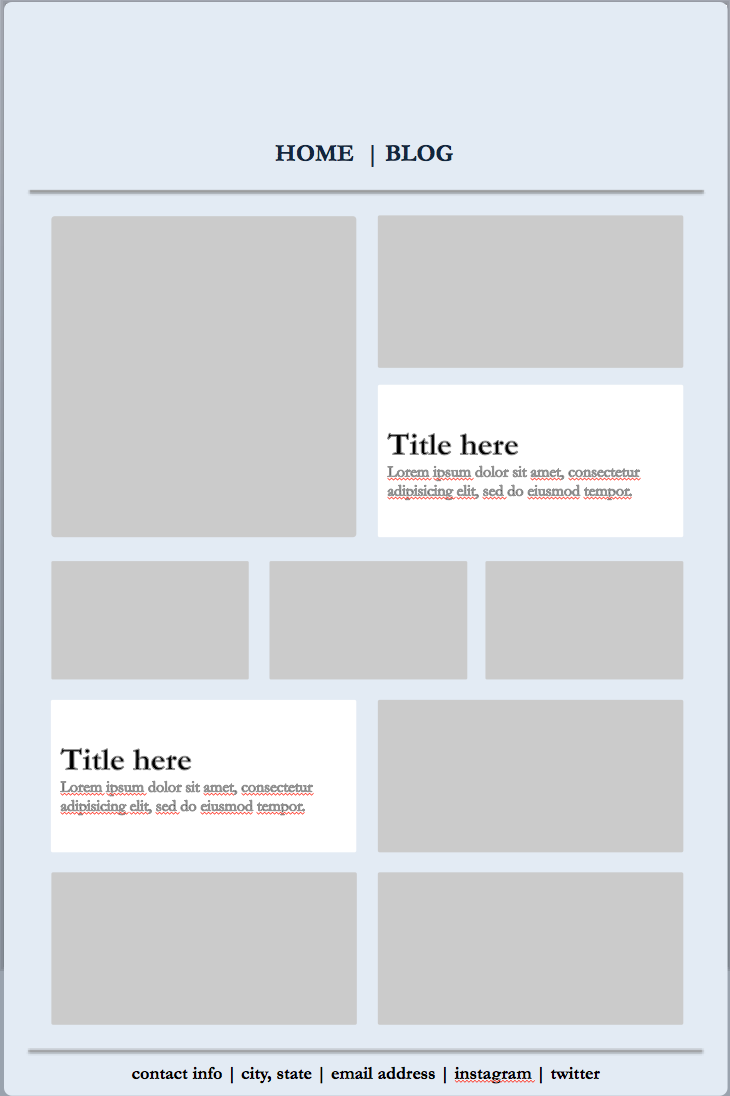 HOME | BLOG
Title here
Lorem ipsum dolor sit amet, consectetur
adipisicing elit, sed do eiusmod tempor.
Title here
Lorem ipsum dolor sit amet, consectetur
adipisicing elit, sed do eiusmod tempor.
contact info | city, state | email address | instagram | twitter